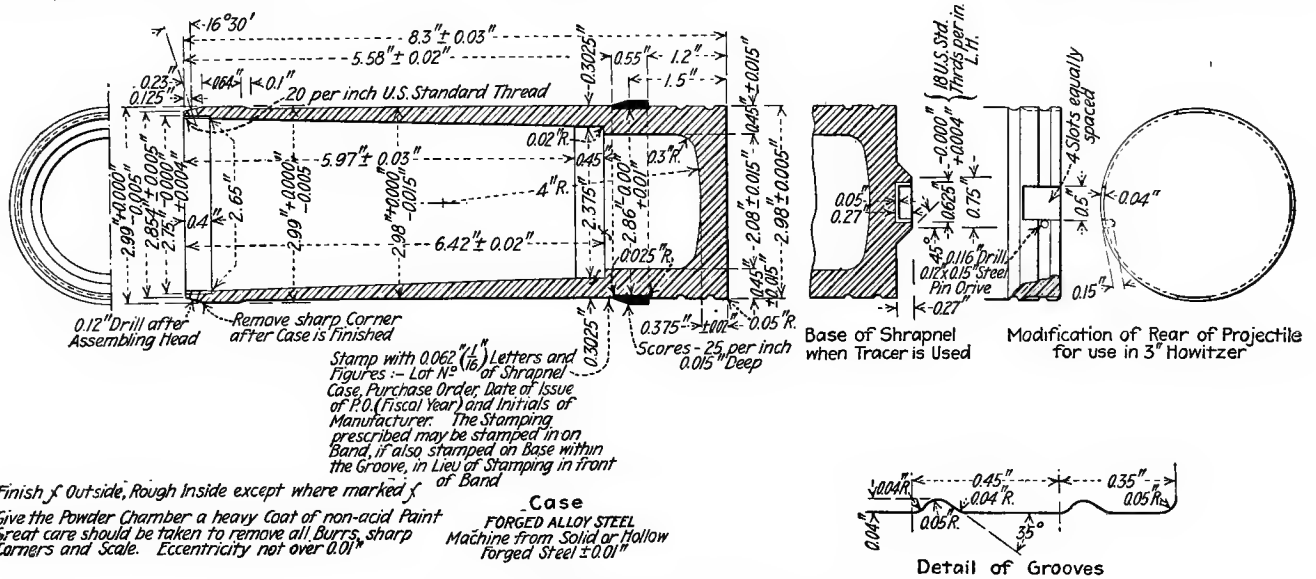 16°30'
8.3"± 0.03"
5.58"± 0.02"
0.3025"
0.55"
1.2"
1.5"
0.45" ± 0.015"
0.23"
0.125"
.064"
0.1"
20 per inch U.S. Standard Thread
0.02"R.
5.97"± 0.03"
0.45"
0.3"R.
4"R.
2.99"+0.000" -0.005"
2.854"+0.005"
2.75"-0.000" +0.004"
0.4"
2.65"
2.99"+0.000" -0.005"
2.98"+0.000" -0.015"
2.375"
2.86"-0.00" +0.01"
2.08"±0.015"
2.98"±0.005"
6.42"± 0.02"
0.025"R.
0.45" ±0.015
0.12" Drill after
Assembling Head
Remove sharp Corner
after Case is Finished
0.3025"
0.375"
0.05"R.
Scores - 25 per inch
0.015" Deep
Stamp with 0.062" (1/16") Letters and
Figures :- Lot Nº of Shrapnel
Case, Purchase Order, Date of Issue
of P.O. (Fiscal Year) and Initials of
Manufacturer. The Stamping
prescribed may be stamped in on
Band, if also stamped on Base within
the Groove, in Lieu of Stamping in front
of Band
-0.000"
+0.004"
18 U.S. Std.
Thrds per in.
L.H.
0.05"
0.27"
45°
0.625"
0.75"
0.27"
Base of Shrapnel
when Tracer is Used
4 Slots equally
spaced
0.5"
0.04"
0.116" Drill,
0.12"x 0.15" Steel
Pin Drive
0.15"
Modification of Rear of Projectile
for use in 3" Howitzer
Finish f Outside, Rough Inside except where marked f
Give the Powder Chamber a heavy Coat of non-acid Paint
Great care should be taken to remove all Burrs, sharp
Corners and Scale. Eccentricity not over 0.01"
Case
FORGED ALLOY STEEL
Machine from Solid or Hollow
Forged Steel ±0.01"
0.04"R.
0.45"
0.35"
0.04"R.
0.05"R.
0.04"
0.05"R.
35°
Detail of Grooves